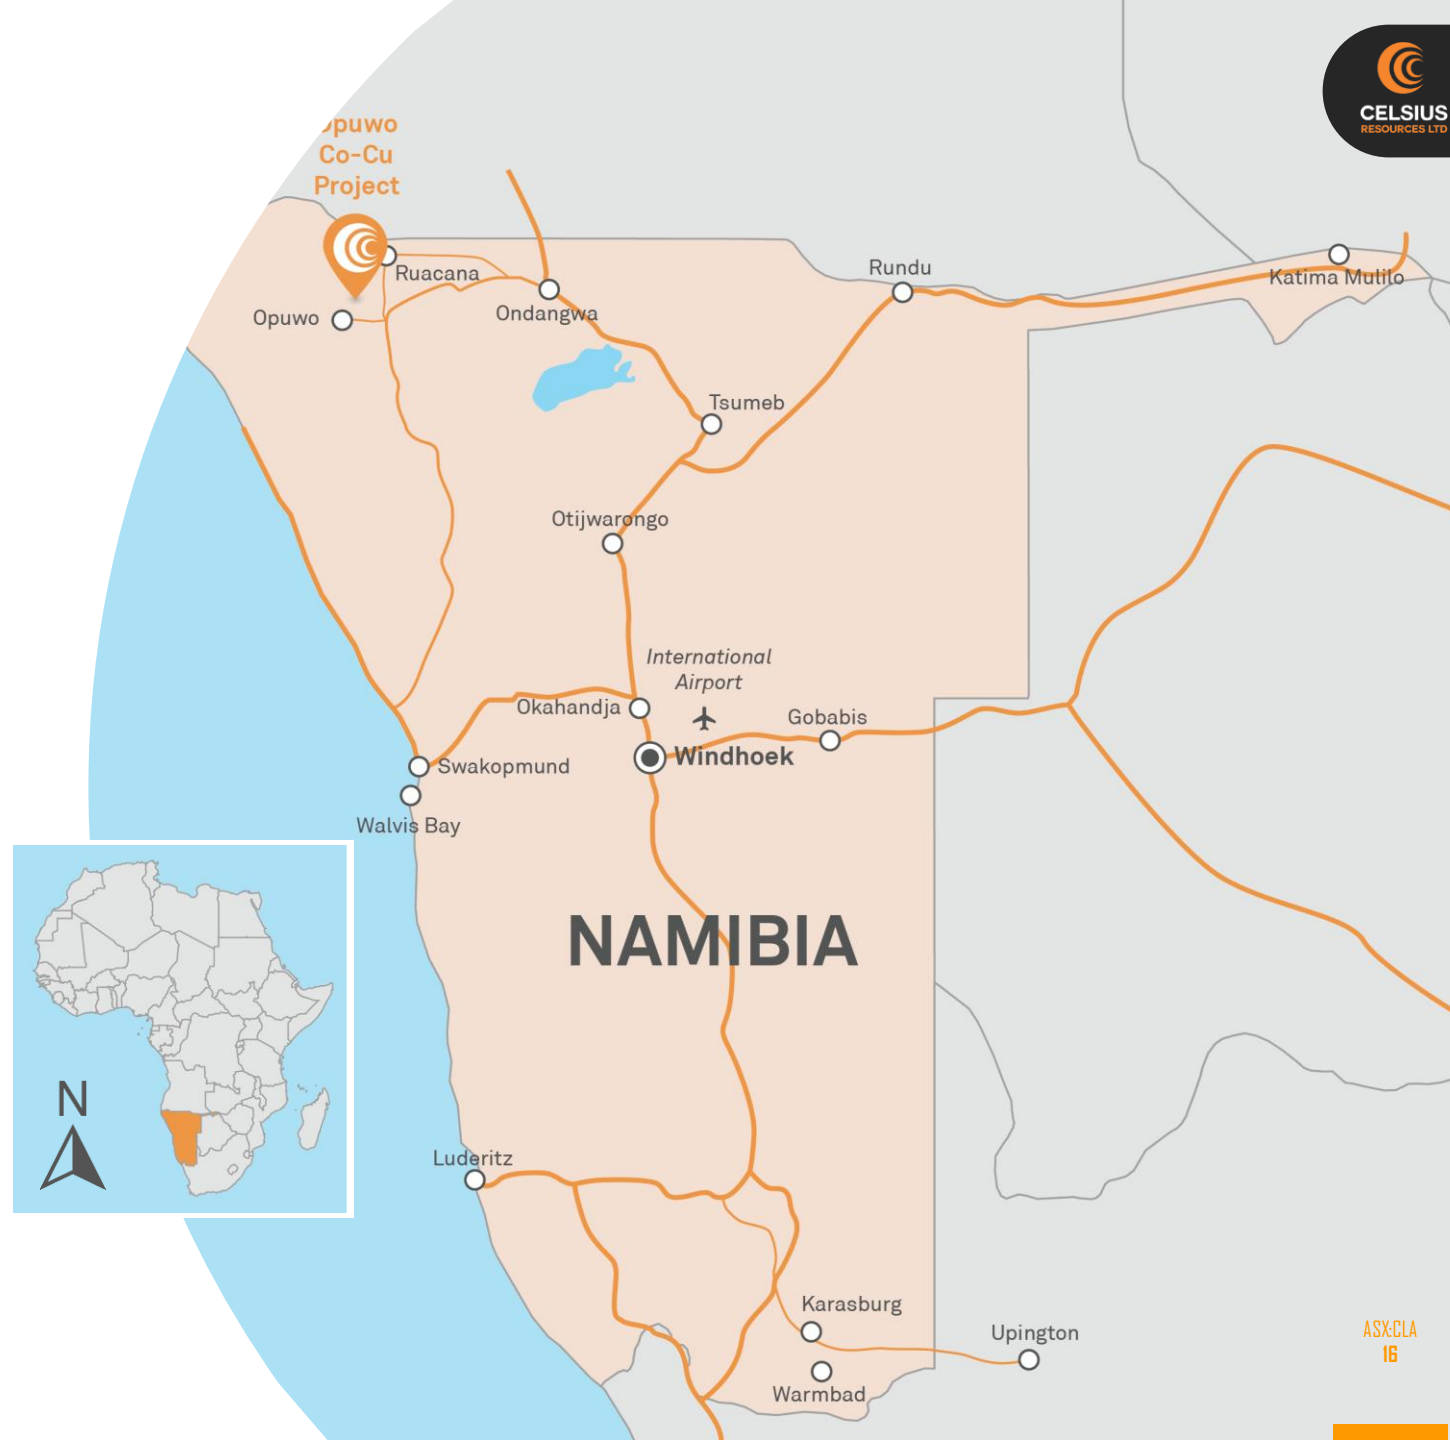 CELSIUS
RESOURCES LTD
Opuwo
Co-Cu
Project
Ruacana
Opuwo
Ondangwa
Rundu
Katima Mulilo
Tsumeb
Otijwarongo
International
Airport
Okahandja
Gobabis
Windhoek
Swakopmund
Walvis Bay
NAMIBIA
N
Luderitz
Karasburg
Upington
Warmbad
ASX:CLA
16